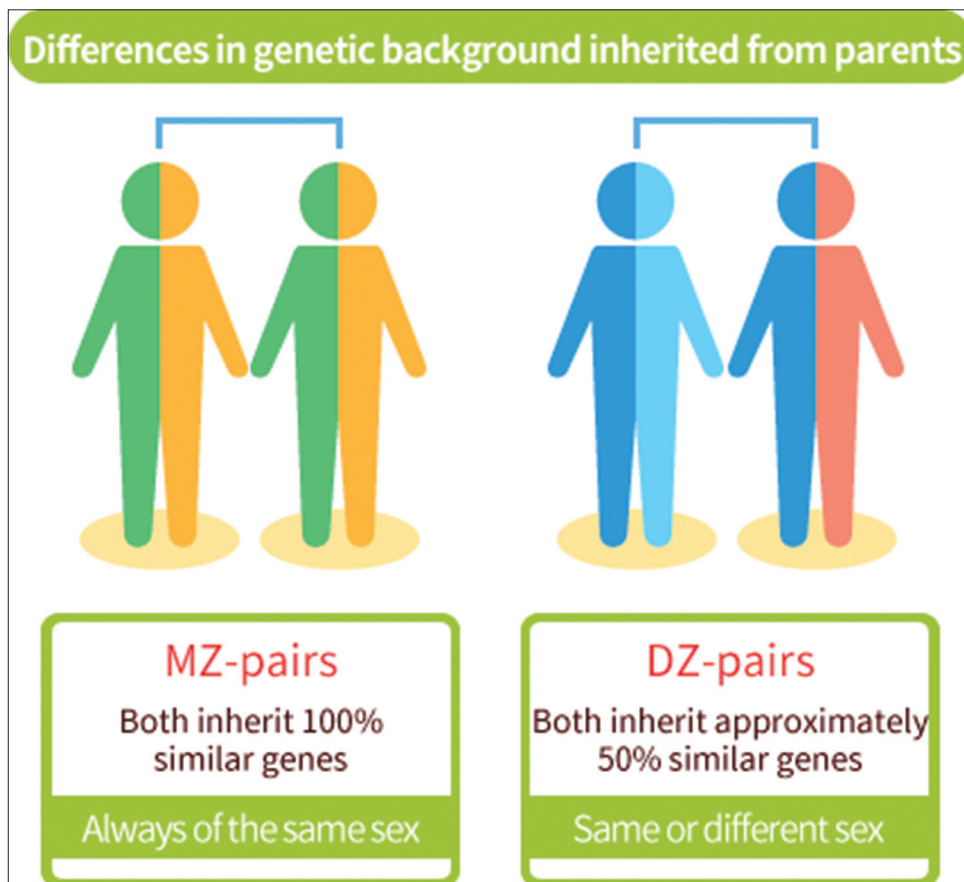 Differences in genetic background inherited from parents
MZ-pairs
Both inherit 100%
similar genes
Always of the same sex
DZ-pairs
Both inherit approximately
50% similar genes
Same or different sex